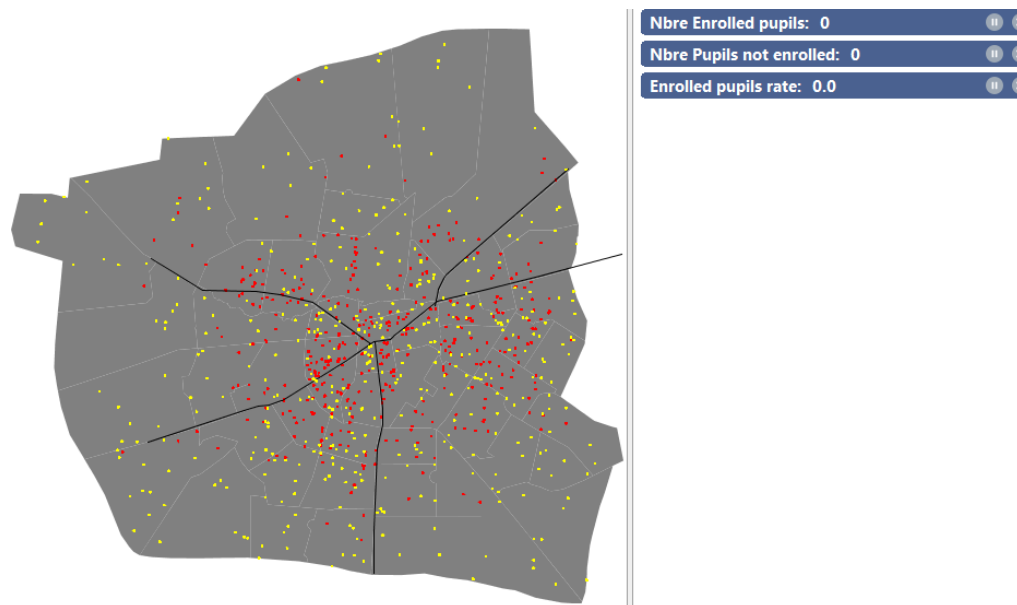 Nbre Enrolled pupils: 0
Nbre Pupils not enrolled: 0
Enrolled pupils rate: 0.0